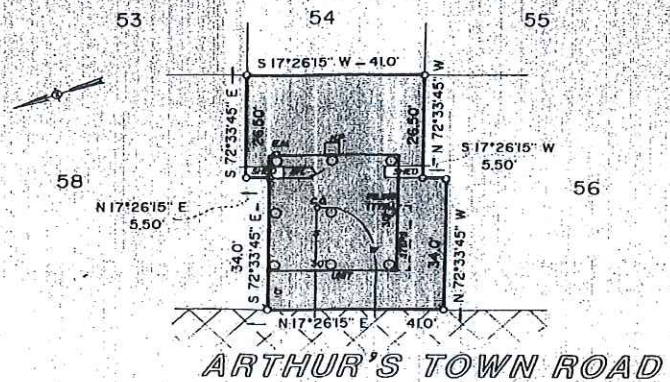 53 54 55
S 17°26'15" W - 41.0'
S 72°33'45" E
26.50'
26.50'
N 72°33'45" W
S 17°26'15" W
5.50'
58
56
SHED
SHED
N 17°26'15" E
5.50'
34.0'
S 72°33'45" E
34.0'
N 72°33'45" W
N 17°26'15" E 41.0'
ARTHUR'S TOWN ROAD